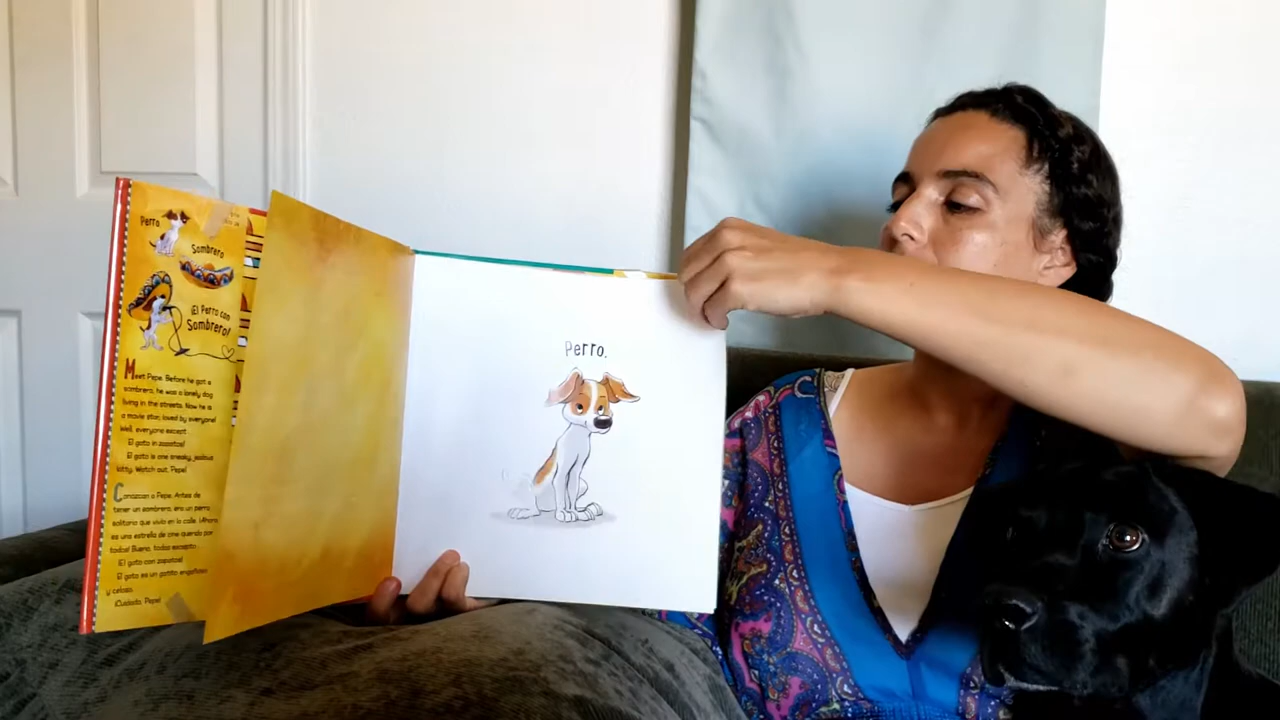 Perro
Sombrero
¡El Perro con
Sombrero!
Meet Pepe. Before he got a
sombrero, he was a lonely dog
living in the streets. Now he is
a movie star, loved by everyone!
Well, everyone except...
El gato in zapatos!
El gato is one sneaky, jealous
kitty. Watch out, Pepe!
Conozcan a Pepe. Antes de
tener un sombrero, era un perro
solitario que vivía en la calle. ¡Ahora
es una estrella de cine querido por
todos! Bueno, todos excepto...
¡El gato con zapatos!
El gato es un gatito engañoso
y celoso.
¡Cuidado, Pepe!
Perro.